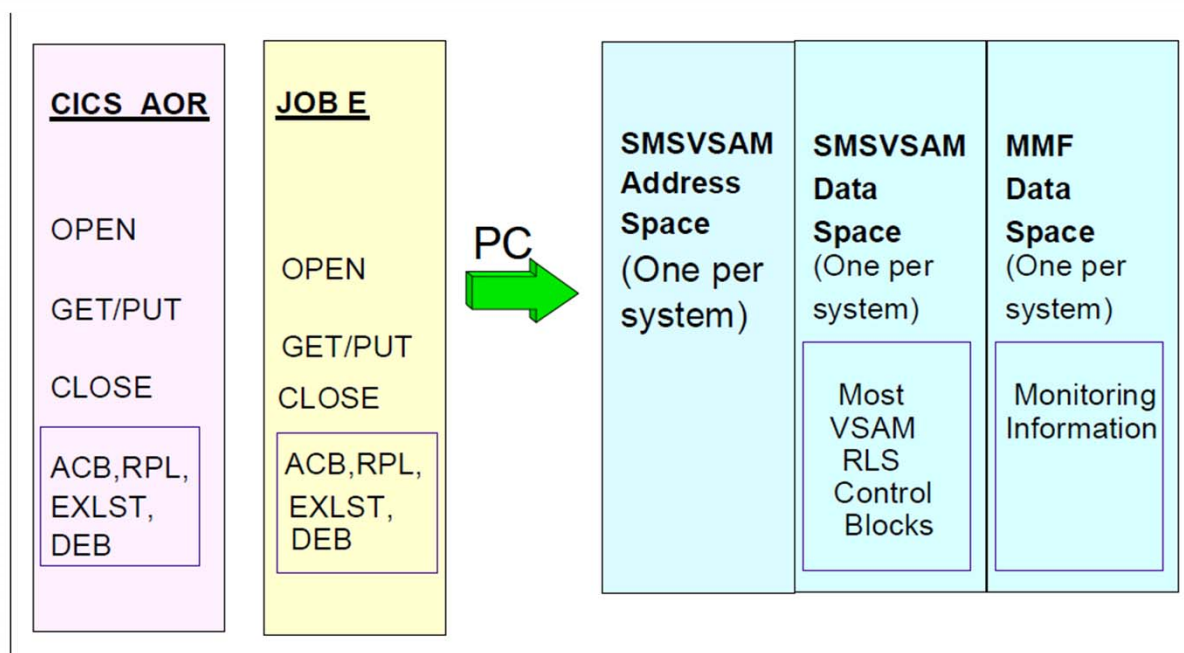 CICS AOR
OPEN
GET/PUT
CLOSE
ACB,RPL,
EXLST,
DEB
JOB E
OPEN
GET/PUT
CLOSE
ACB,RPL,
EXLST,
DEB
PC
SMSVSAM
Address
Space
(One per
system)
SMSVSAM
Data
Space
(One per
system)
Most
VSAM
RLS
Control
Blocks
MMF
Data
Space
(One per
system)
Monitoring
Information